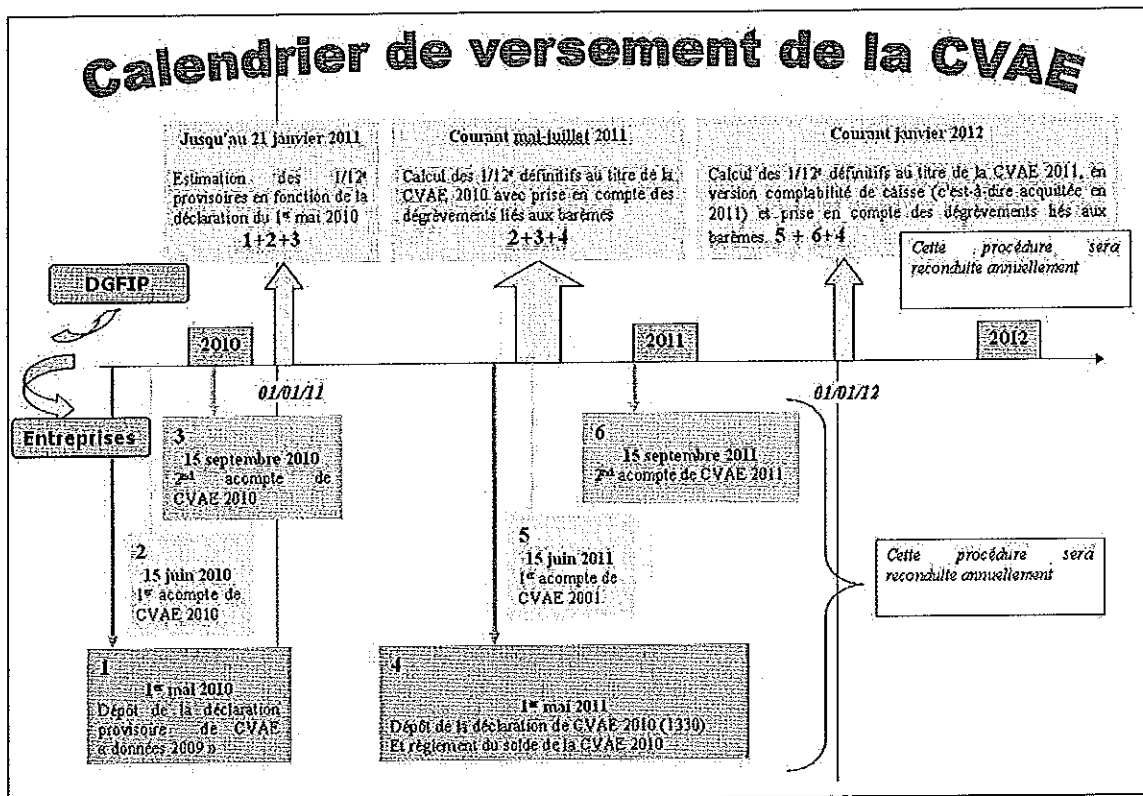 Calendrier de versement de la CVAE
Jusqu'au 21 janvier 2011
Estimation des 1/12e
provisoires en fonction de la
déclaration du 1er mai 2010
1+2+3
Courant mai-juillet 2011
Calcul des 1/12e définitifs au titre de la
CVAE 2010 avec prise en compte des
dégrèvements liés aux barèmes
2+3+4
Courant janvier 2012
Calcul des 1/12e définitifs au titre de la CVAE 2011, en
version comptabilité de caisse (c'est-à-dire acquittée en
2011) et prise en compte des dégrèvements liés aux
barèmes. 5 + 6+4
Cette procédure sera
reconduite annuellement
DGFIP
2010
2011
2012
01/01/11
01/01/12
Entreprises
3
15 septembre 2010
2nd acompte de
CVAE 2010
6
15 septembre 2011
2nd acompte de CVAE 2011
2
15 juin 2010
1er acompte de
CVAE 2010
5
15 juin 2011
1er acompte de
CVAE 2001.
Cette procédure sera
reconduite annuellement
1
1er mai 2010
Dépôt de la déclaration
provisoire de CVAE
« données 2009 »
4
1er mai 2011
Dépôt de la déclaration de CVAE 2010 (1330)
Et règlement du solde de la CVAE 2010